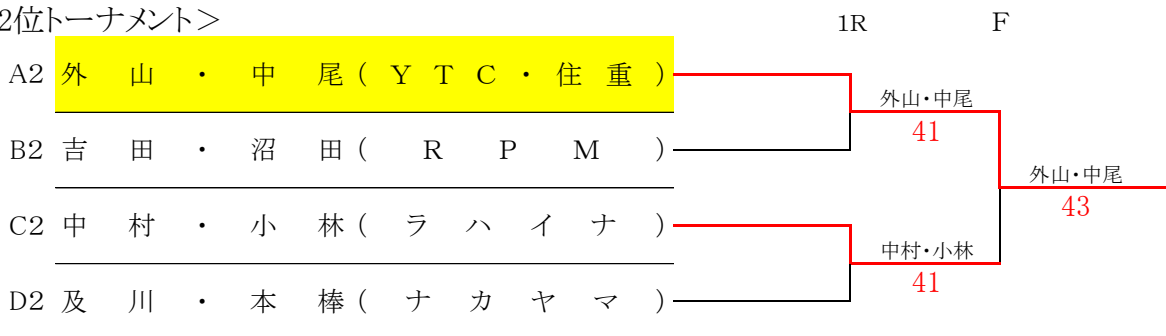 2位トーナメント＞ 1R F
A2 外山・中尾(YTC・住重)
外山・中尾
41
B2 吉田・沼田(RPM)
外山・中尾
43
C2 中村・小林(ラハイナ)
中村・小林
41
D2 及川・本棒(ナカヤマ)